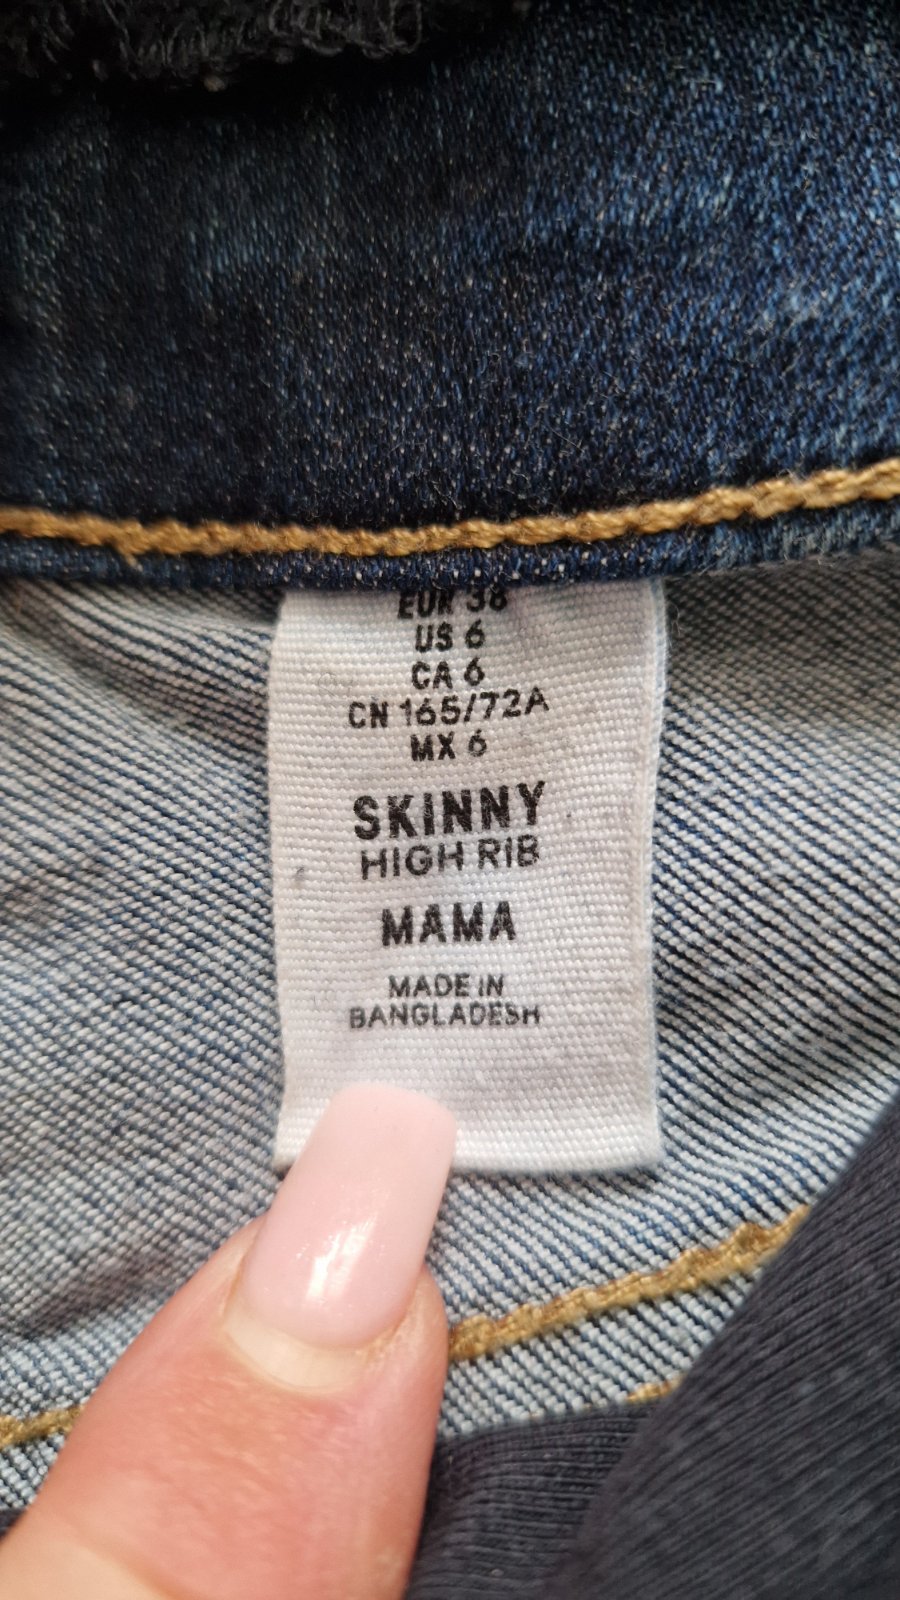 EUR 38
US 6
CA 6
CN 165/72A
MX 6
SKINNY
HIGH RIB
MAMA
MADE IN
BANGLADESH